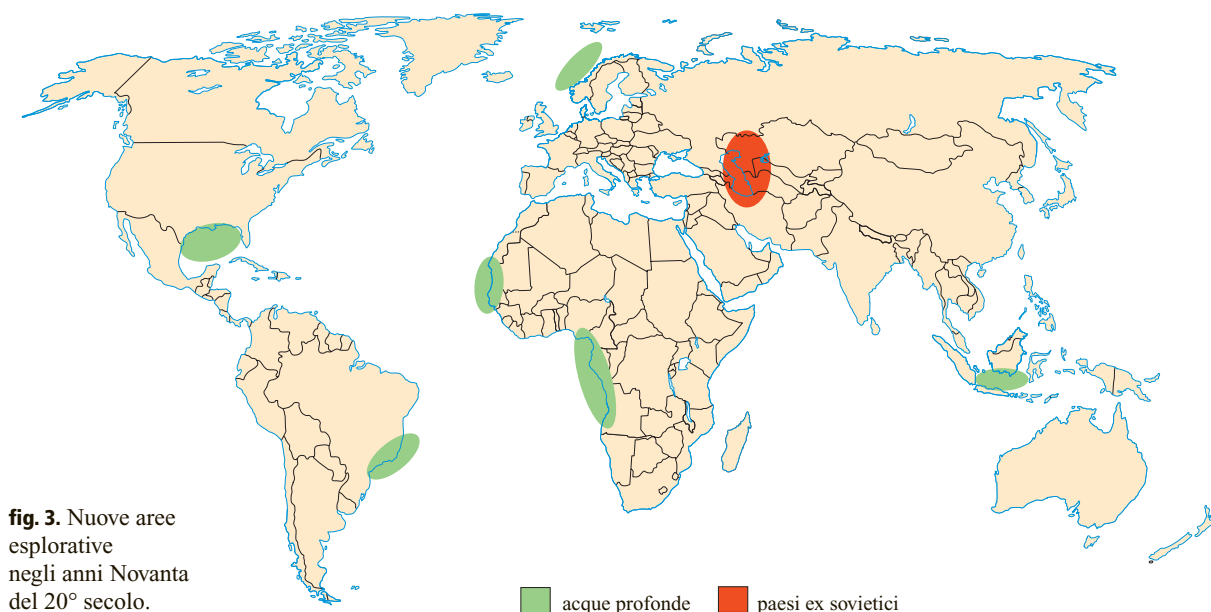 fig. 3. Nuove aree
esplorative
negli anni Novanta
del 20° secolo.
acque profonde
paesi ex sovietici